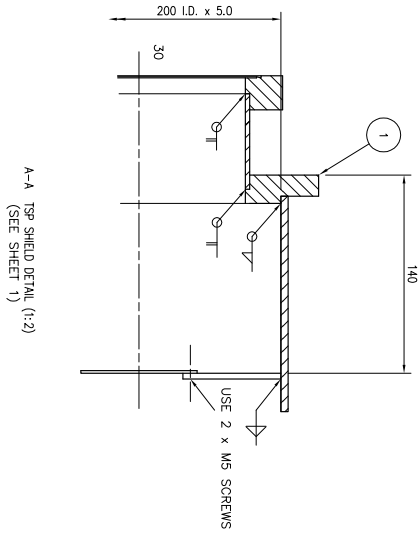 200 I.D. x 5.0
30
1
140
USE 2 x M5 SCREWS
A-A TSP SHIELD DETAIL (1:2)
(SEE SHEET 1)